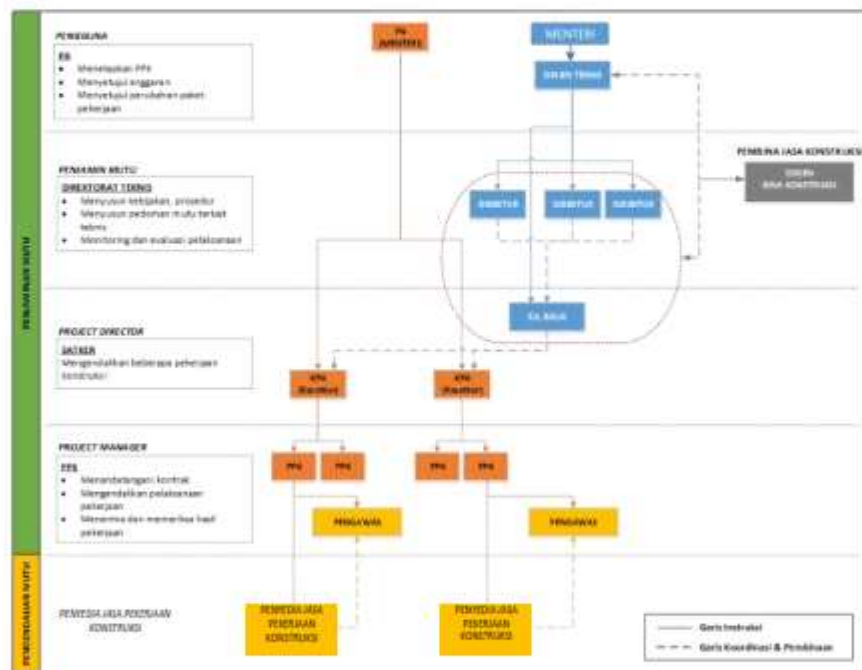 PENGGUNA
PA
(MENTERI)
MENTERI
Menetapkan PPK
Menyetujui anggaran
Menyetujui perubahan paket
pekerjaan
DIRJEN TEKNIS
PENJAMIN MUTU
DIREKTORAT TEKNIS
Menyusun kebijakan, prosedur
Menyusun pedoman mutu terkait
teknis
Monitoring dan evaluasi pelaksanaan
PEMBINA JASA KONSTRUKSI
DIRJEN
BINA KONSTRUKSI
DIREKTUR
DIREKTUR
DIREKTUR
PENJAMINAN MUTU
PROJECT DIRECTOR
SATKER
Mengendalikan beberapa pekerjaan
konstruksi
KA. BALAI
KPA
(KaSatker)
KPA
(KaSatker)
PROJECT MANAGER
PPK
Menandatangani kontrak
Mengendalikan pelaksanaan
pekerjaan
Menerima dan memeriksa hasil
pekerjaan
PPK
PPK
PPK
PPK
PENGAWAS
PENGAWAS
PENGENDALIAN MUTU
PENYEDIA JASA PEKERJAAN
KONSTRUKSI
PENYEDIA JASA
PEKERJAAN
KONSTRUKSI
PENYEDIA JASA
PEKERJAAN
KONSTRUKSI
Garis Instruksi
Garis Koordinasi & Pembinaan